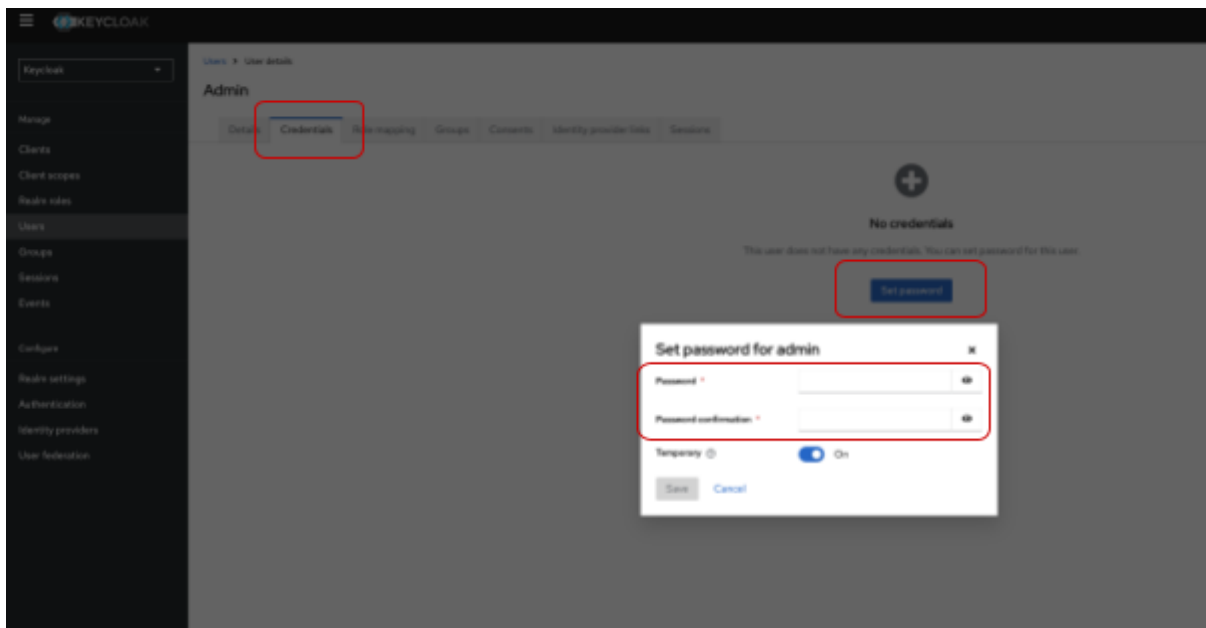 KEYCLOAK
Keycloak
Users > User details
Admin
Details Credentials Role mapping Groups Consents Identity provider links Sessions
Manage
Clients
Client scopes
Realm roles
Users
Groups
Sessions
Events
Configure
Realm settings
Authentication
Identity providers
User federation
No credentials
This user does not have any credentials. You can set password for this user.
Set password
Set password for admin
Password *
Password confirmation *
Temporary
On
Save Cancel